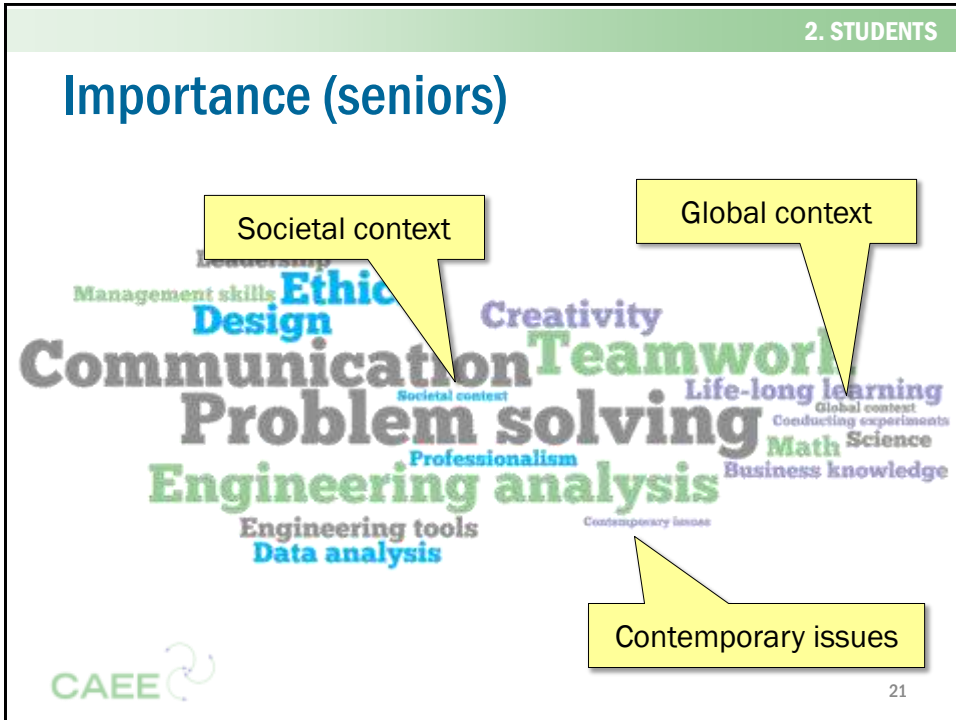 2. STUDENTS
Importance (seniors)
Societal context
Global context
Leadership
Management skills Ethic
Design
Creativity
Communication Teamwork
Societal context
Life-long learning
Problem solving
Global context
Conducting experiments
Math Science
Professionalism
Engineering analysis
Business knowledge
Engineering tools
Contemporary issues
Data analysis
Contemporary issues
CAEE
21